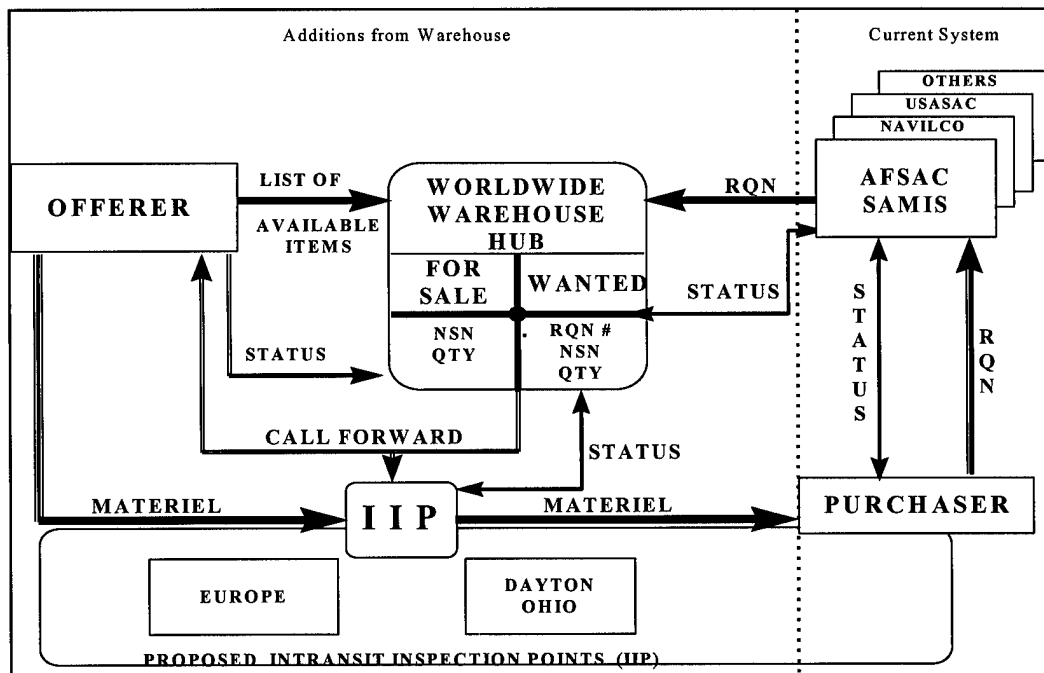 Additions from Warehouse
Current System
OTHERS
USASAC
NAVILCO
AFSAC
SAMIS
OFFERER
LIST OF
AVAILABLE
ITEMS
WORLDWIDE
WAREHOUSE
HUB
RQN
FOR
SALE
WANTED
NSN
QTY
RQN #
NSN
QTY
STATUS
STATUS
STATUS
RQN
CALL FORWARD
STATUS
MATERIEL
IIP
MATERIEL
PURCHASER
EUROPE
DAYTON
OHIO
PROPOSED INTRANSIT INSPECTION POINTS (IIP)